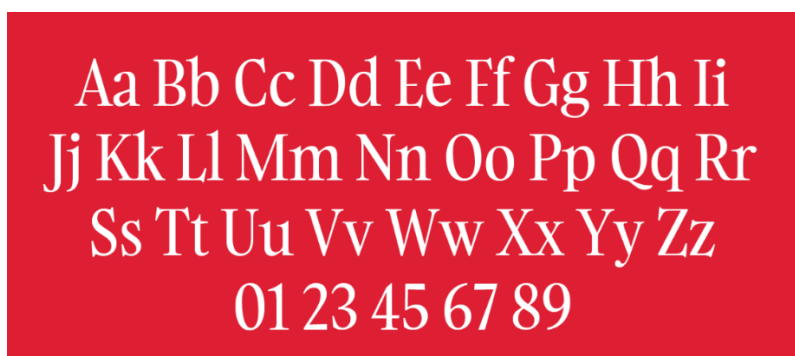 Aa Bb Cc Dd Ee Ff Gg Hh Ii
Jj Kk Ll Mm Nn Oo Pp Qq Rr
Ss Tt Uu Vv Ww Xx Yy Zz
01 23 45 67 89